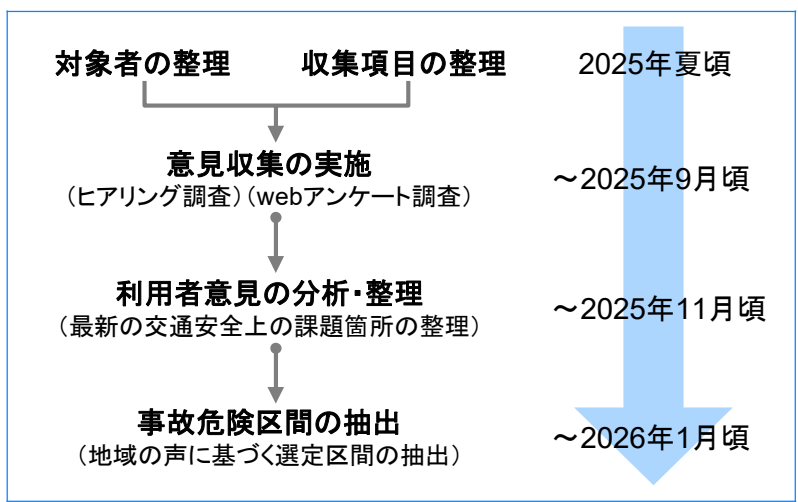 対象者の整理 収集項目の整理 2025年夏頃
意見収集の実施
(ヒアリング調査)(webアンケート調査)
～2025年9月頃
利用者意見の分析・整理
(最新の交通安全上の課題箇所の整理)
～2025年11月頃
事故危険区間の抽出
(地域の声に基づく選定区間の抽出)
～2026年1月頃